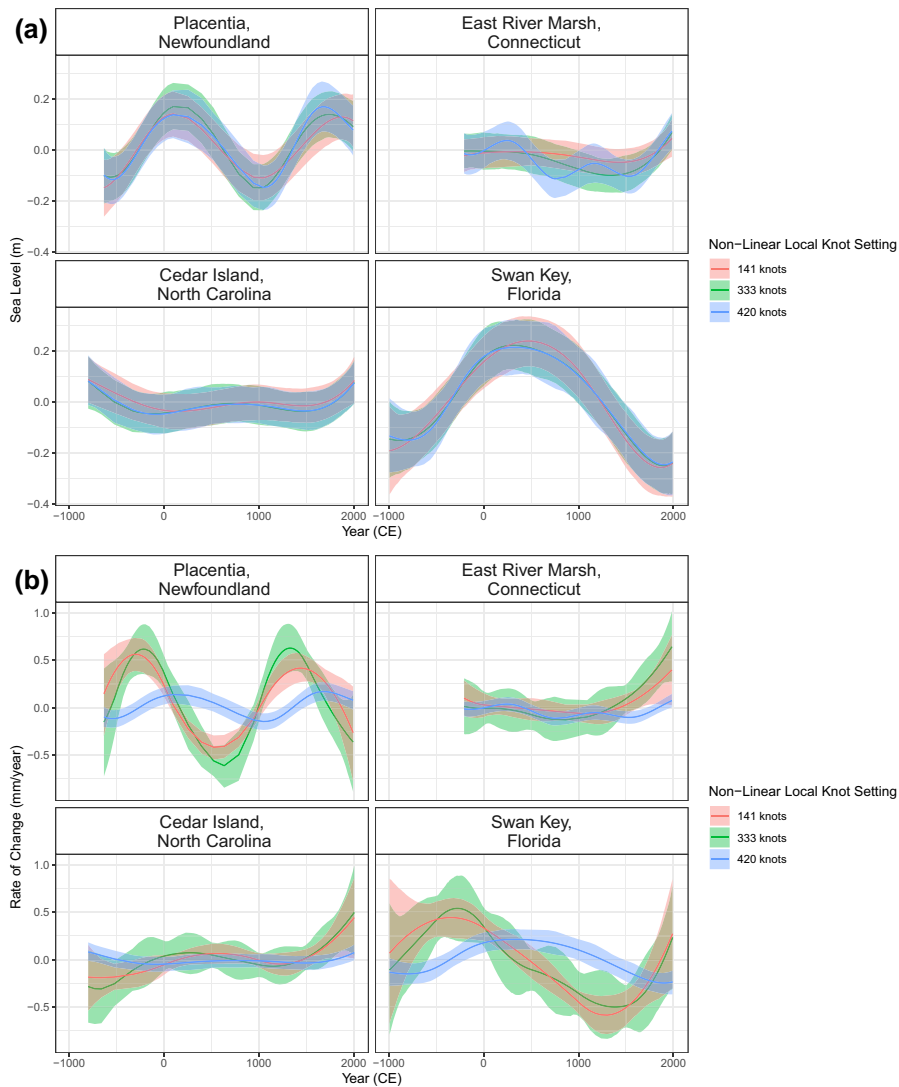 (a)
Placentia,
Newfoundland
East River Marsh,
Connecticut
0.2
0.0
−0.2
−0.4
Cedar Island,
North Carolina
Swan Key,
Florida
0.2
0.0
−0.2
−0.4
−1000
0
1000
2000
−1000
0
1000
2000
Sea Level (m)
Year (CE)
Non−Linear Local Knot Setting
141 knots
333 knots
420 knots
(b)
Placentia,
Newfoundland
East River Marsh,
Connecticut
1.0
0.5
0.0
−0.5
Cedar Island,
North Carolina
Swan Key,
Florida
1.0
0.5
0.0
−0.5
−1000
0
1000
2000
−1000
0
1000
2000
Rate of Change (mm/year)
Year (CE)
Non−Linear Local Knot Setting
141 knots
333 knots
420 knots